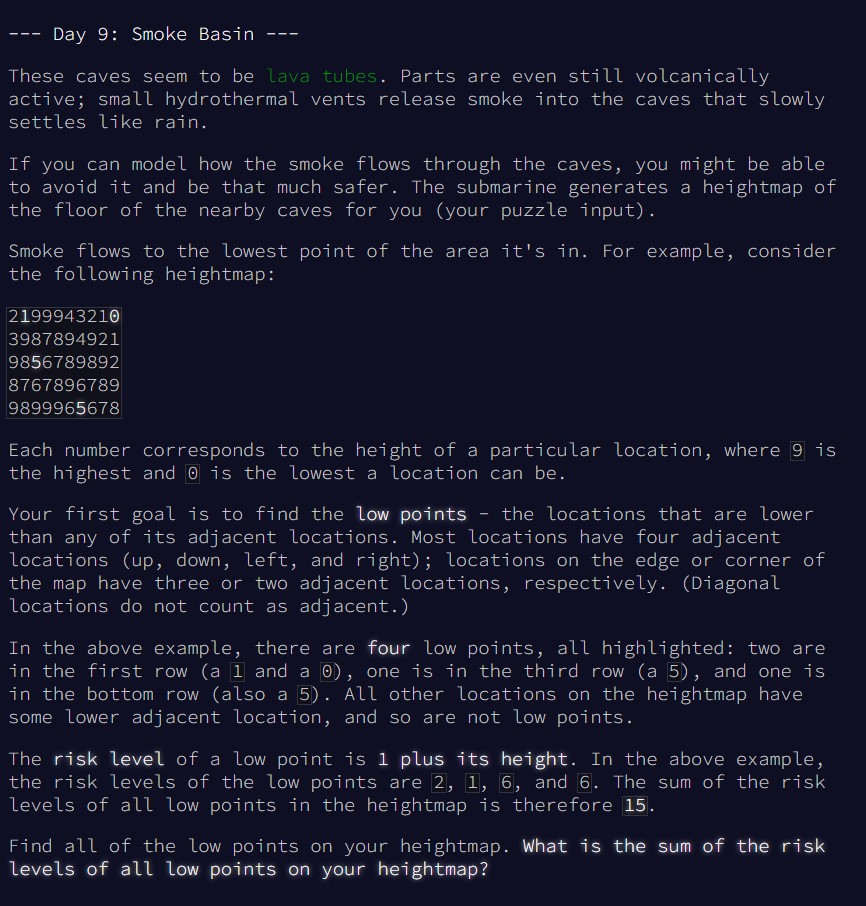 --- Day 9: Smoke Basin ---
These caves seem to be lava tubes. Parts are even still volcanically
active; small hydrothermal vents release smoke into the caves that slowly
settles like rain.
If you can model how the smoke flows through the caves, you might be able
to avoid it and be that much safer. The submarine generates a heightmap of
the floor of the nearby caves for you (your puzzle input).
Smoke flows to the lowest point of the area it's in. For example, consider
the following heightmap:
2199943210
3987894921
9856789892
8767896789
9899965678
Each number corresponds to the height of a particular location, where 9 is
the highest and 0 is the lowest a location can be.
Your first goal is to find the low points - the locations that are lower
than any of its adjacent locations. Most locations have four adjacent
locations (up, down, left, and right); locations on the edge or corner of
the map have three or two adjacent locations, respectively. (Diagonal
locations do not count as adjacent.)
In the above example, there are four low points, all highlighted: two are
in the first row (a 1 and a 0), one is in the third row (a 5), and one is
in the bottom row (also a 5). All other locations on the heightmap have
some lower adjacent location, and so are not low points.
The risk level of a low point is 1 plus its height. In the above example,
the risk levels of the low points are 2, 1, 6, and 6. The sum of the risk
levels of all low points in the heightmap is therefore 15.
Find all of the low points on your heightmap. What is the sum of the risk
levels of all low points on your heightmap?